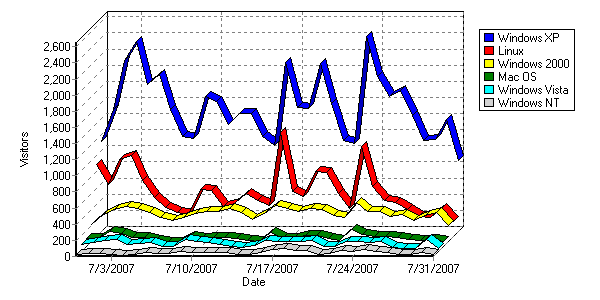 2,600
2,400
2,200
2,000
1,800
1,600
1,400
1,200
1,000
800
600
400
200
0
Visitors
7/3/2007 7/10/2007 7/17/2007 7/24/2007 7/31/2007
Date
Windows XP
Linux
Windows 2000
Mac OS
Windows Vista
Windows NT